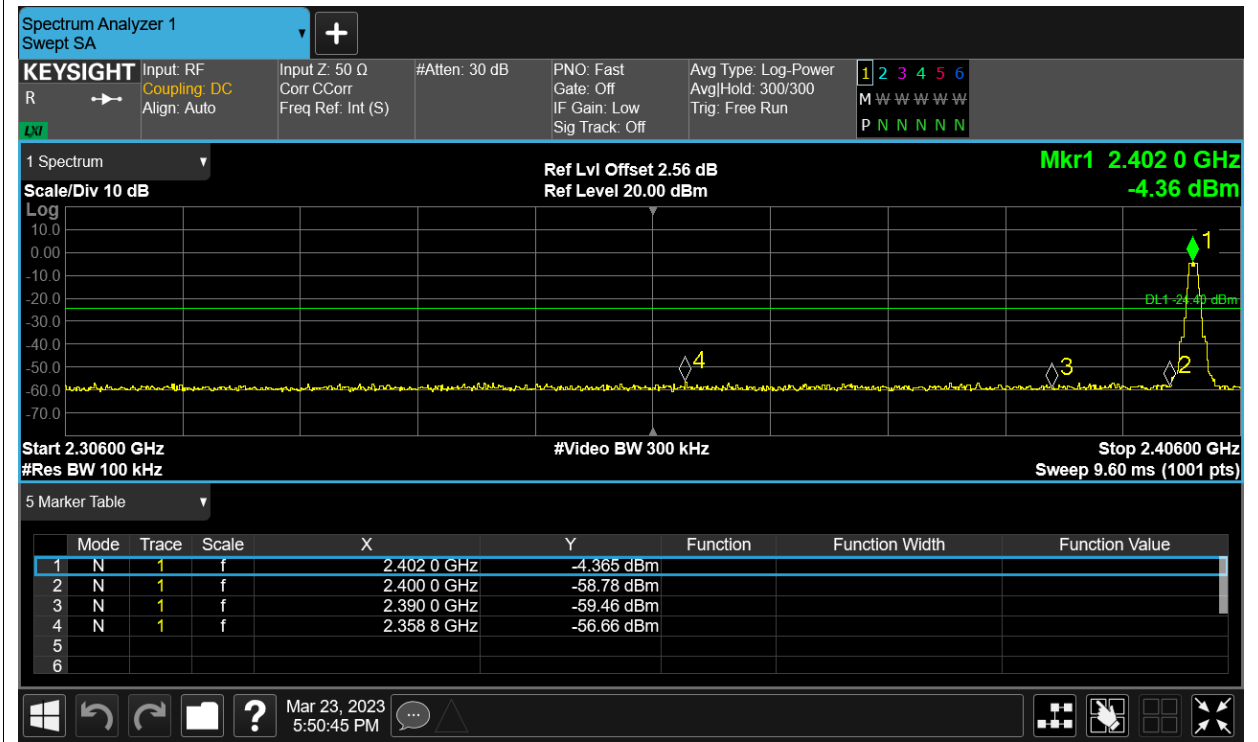 Spectrum Analyzer 1
Swept SA
+
KEYSIGHT Input: RF Input Z: 50 Ω #Atten: 30 dB PNO: Fast Avg Type: Log-Power 1 2 3 4 5 6
R Coupling: DC Corr CCorr Gate: Off Avg|Hold: 300/300 M W W W W W
Align: Auto Freq Ref: Int (S) IF Gain: Low Trig: Free Run P N N N N N
LXI Sig Track: Off
1 Spectrum Ref Lvl Offset 2.56 dB Mkr1 2.402 0 GHz
Scale/Div 10 dB Ref Level 20.00 dBm -4.36 dBm
Log
10.0 1
0.00
-10.0
-20.0 DL1 -24.40 dBm
-30.0
-40.0
-50.0 4 3 2
-60.0
-70.0
Start 2.30600 GHz #Video BW 300 kHz Stop 2.40600 GHz
#Res BW 100 kHz Sweep 9.60 ms (1001 pts)
5 Marker Table
Mode Trace Scale X Y Function Function Width Function Value
1 N 1 f 2.402 0 GHz -4.365 dBm
2 N 1 f 2.400 0 GHz -58.78 dBm
3 N 1 f 2.390 0 GHz -59.46 dBm
4 N 1 f 2.358 8 GHz -56.66 dBm
5
6
? Mar 23, 2023
5:50:45 PM